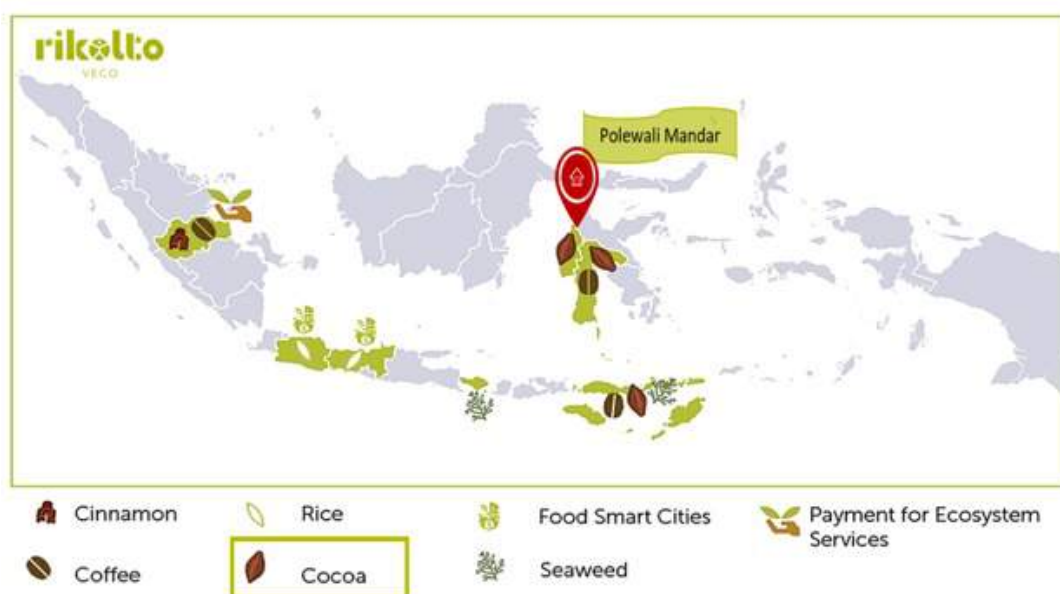 rikolto
VECO
Polewali Mandar
Cinnamon
Rice
Food Smart Cities
Payment for Ecosystem
Services
Coffee
Cocoa
Seaweed